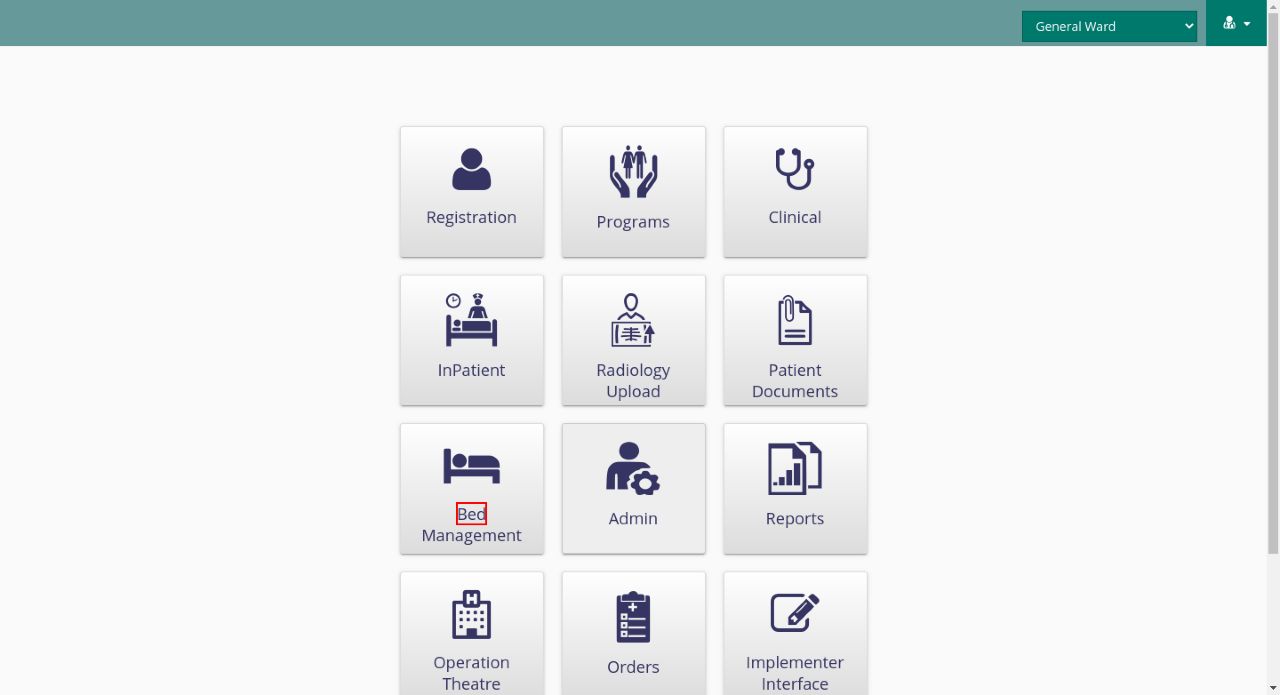 General Ward
Registration
Programs
Clinical
InPatient
Radiology
Upload
Patient
Documents
Bed
Management
Admin
Reports
Operation
Theatre
Orders
Implementer
Interface